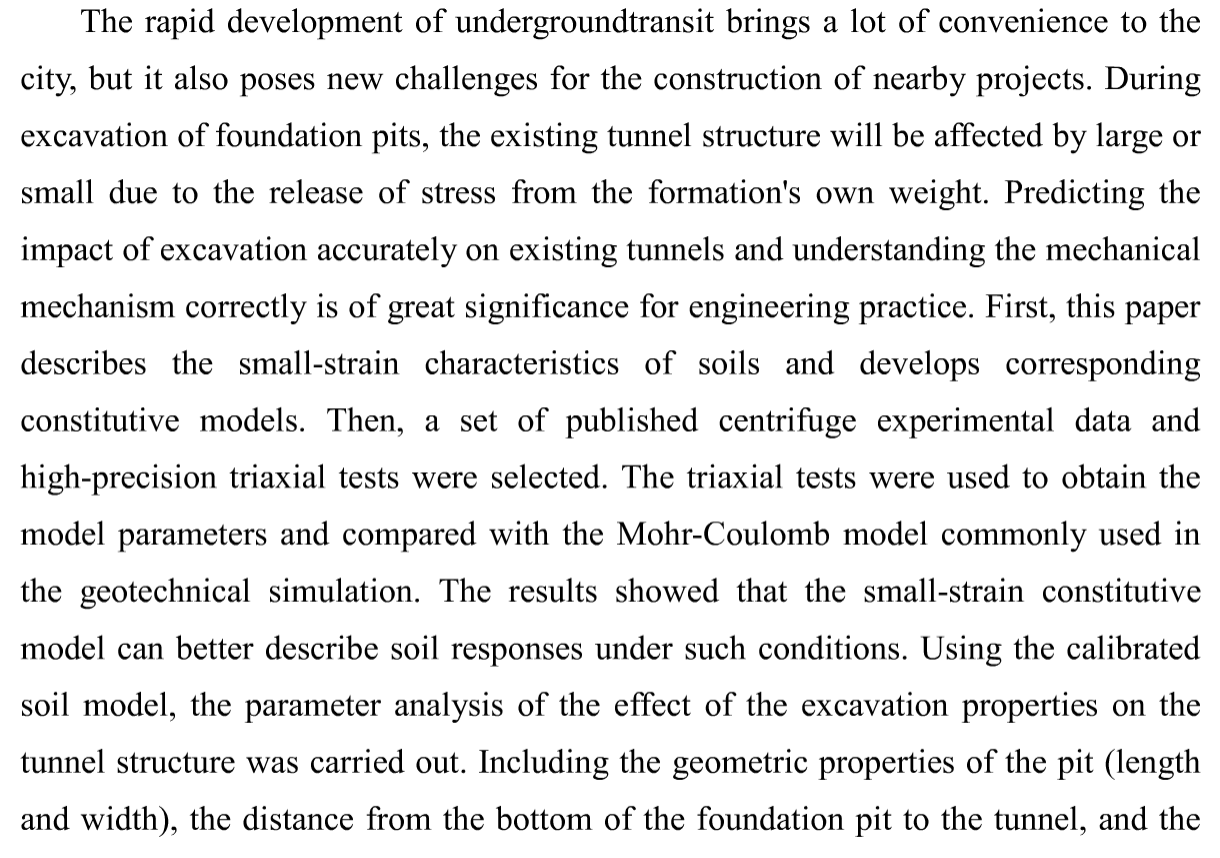 The rapid development of undergroundtransit brings a lot of convenience to the
city, but it also poses new challenges for the construction of nearby projects. During
excavation of foundation pits, the existing tunnel structure will be affected by large or
small due to the release of stress from the formation's own weight. Predicting the
impact of excavation accurately on existing tunnels and understanding the mechanical
mechanism correctly is of great significance for engineering practice. First, this paper
describes the small-strain characteristics of soils and develops corresponding
constitutive models. Then, a set of published centrifuge experimental data and
high-precision triaxial tests were selected. The triaxial tests were used to obtain the
model parameters and compared with the Mohr-Coulomb model commonly used in
the geotechnical simulation. The results showed that the small-strain constitutive
model can better describe soil responses under such conditions. Using the calibrated
soil model, the parameter analysis of the effect of the excavation properties on the
tunnel structure was carried out. Including the geometric properties of the pit (length
and width), the distance from the bottom of the foundation pit to the tunnel, and the